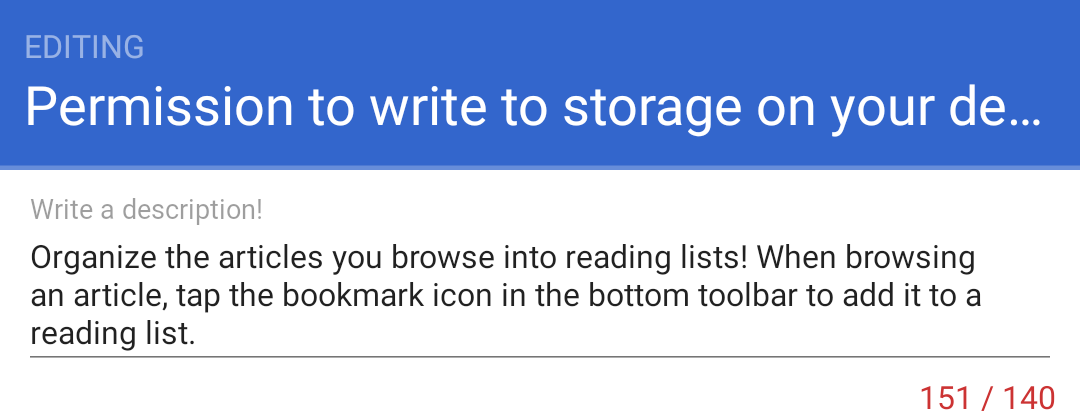 EDITING
Permission to write to storage on your de...
Write a description!
Organize the articles you browse into reading lists! When browsing
an article, tap the bookmark icon in the bottom toolbar to add it to a
reading list.
151 / 140